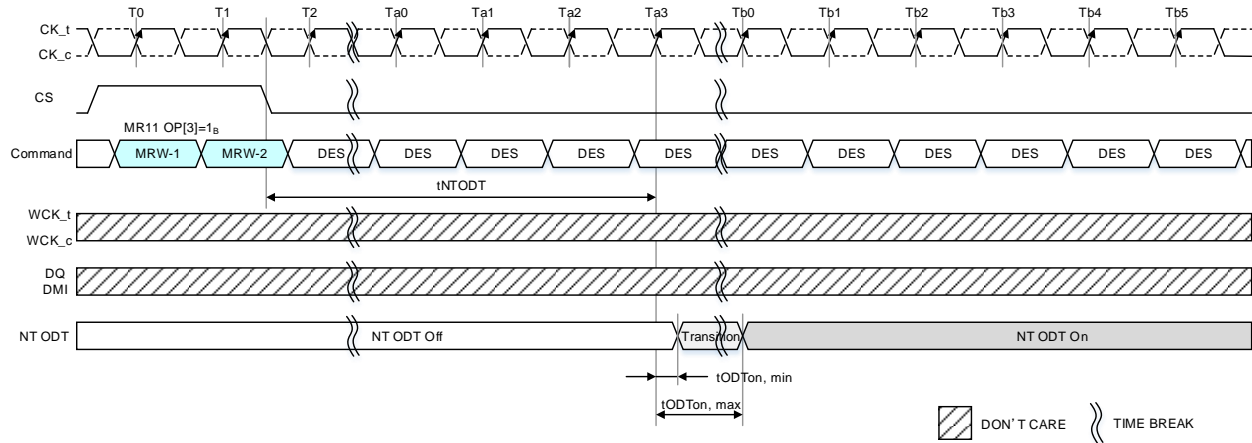 T0 T1 T2 Ta0 Ta1 Ta2 Ta3 Tb0 Tb1 Tb2 Tb3 Tb4 Tb5
CK_t
CK_c
CS
MR11 OP[3]=1B
Command MRW-1 MRW-2 DES DES DES DES DES DES DES DES DES DES DES
tNTODT
WCK_t
WCK_c
DQ
DMI
NT ODT NT ODT Off Transition NT ODT On
tODTon, min
tODTon, max
DON'T CARE TIME BREAK